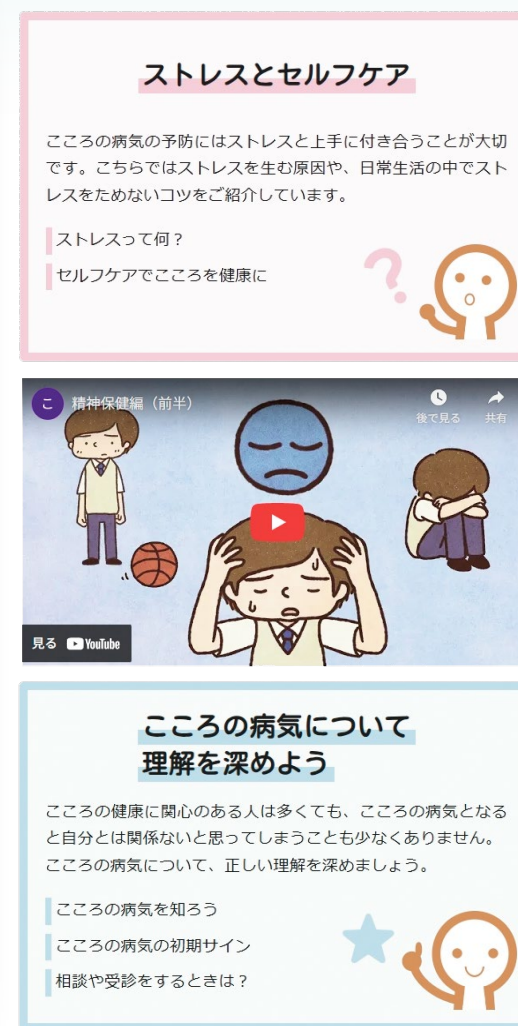 ストレスとセルフケア
こころの病気の予防にはストレスと上手に付き合うことが大切
です。こちらではストレスを生む原因や、日常生活の中でスト
レスをためないコツをご紹介しています。
ストレスって何？
セルフケアでこころを健康に
?
こ 精神保健編（前半）
後で見る 共有
見る YouTube
こころの病気について
理解を深めよう
こころの健康に関心のある人は多くても、こころの病気となる
と自分とは関係ないと思ってしまうことも少なくありません。
こころの病気について、正しい理解を深めましょう。
こころの病気を知ろう
こころの病気の初期サイン
相談や受診をするときは？